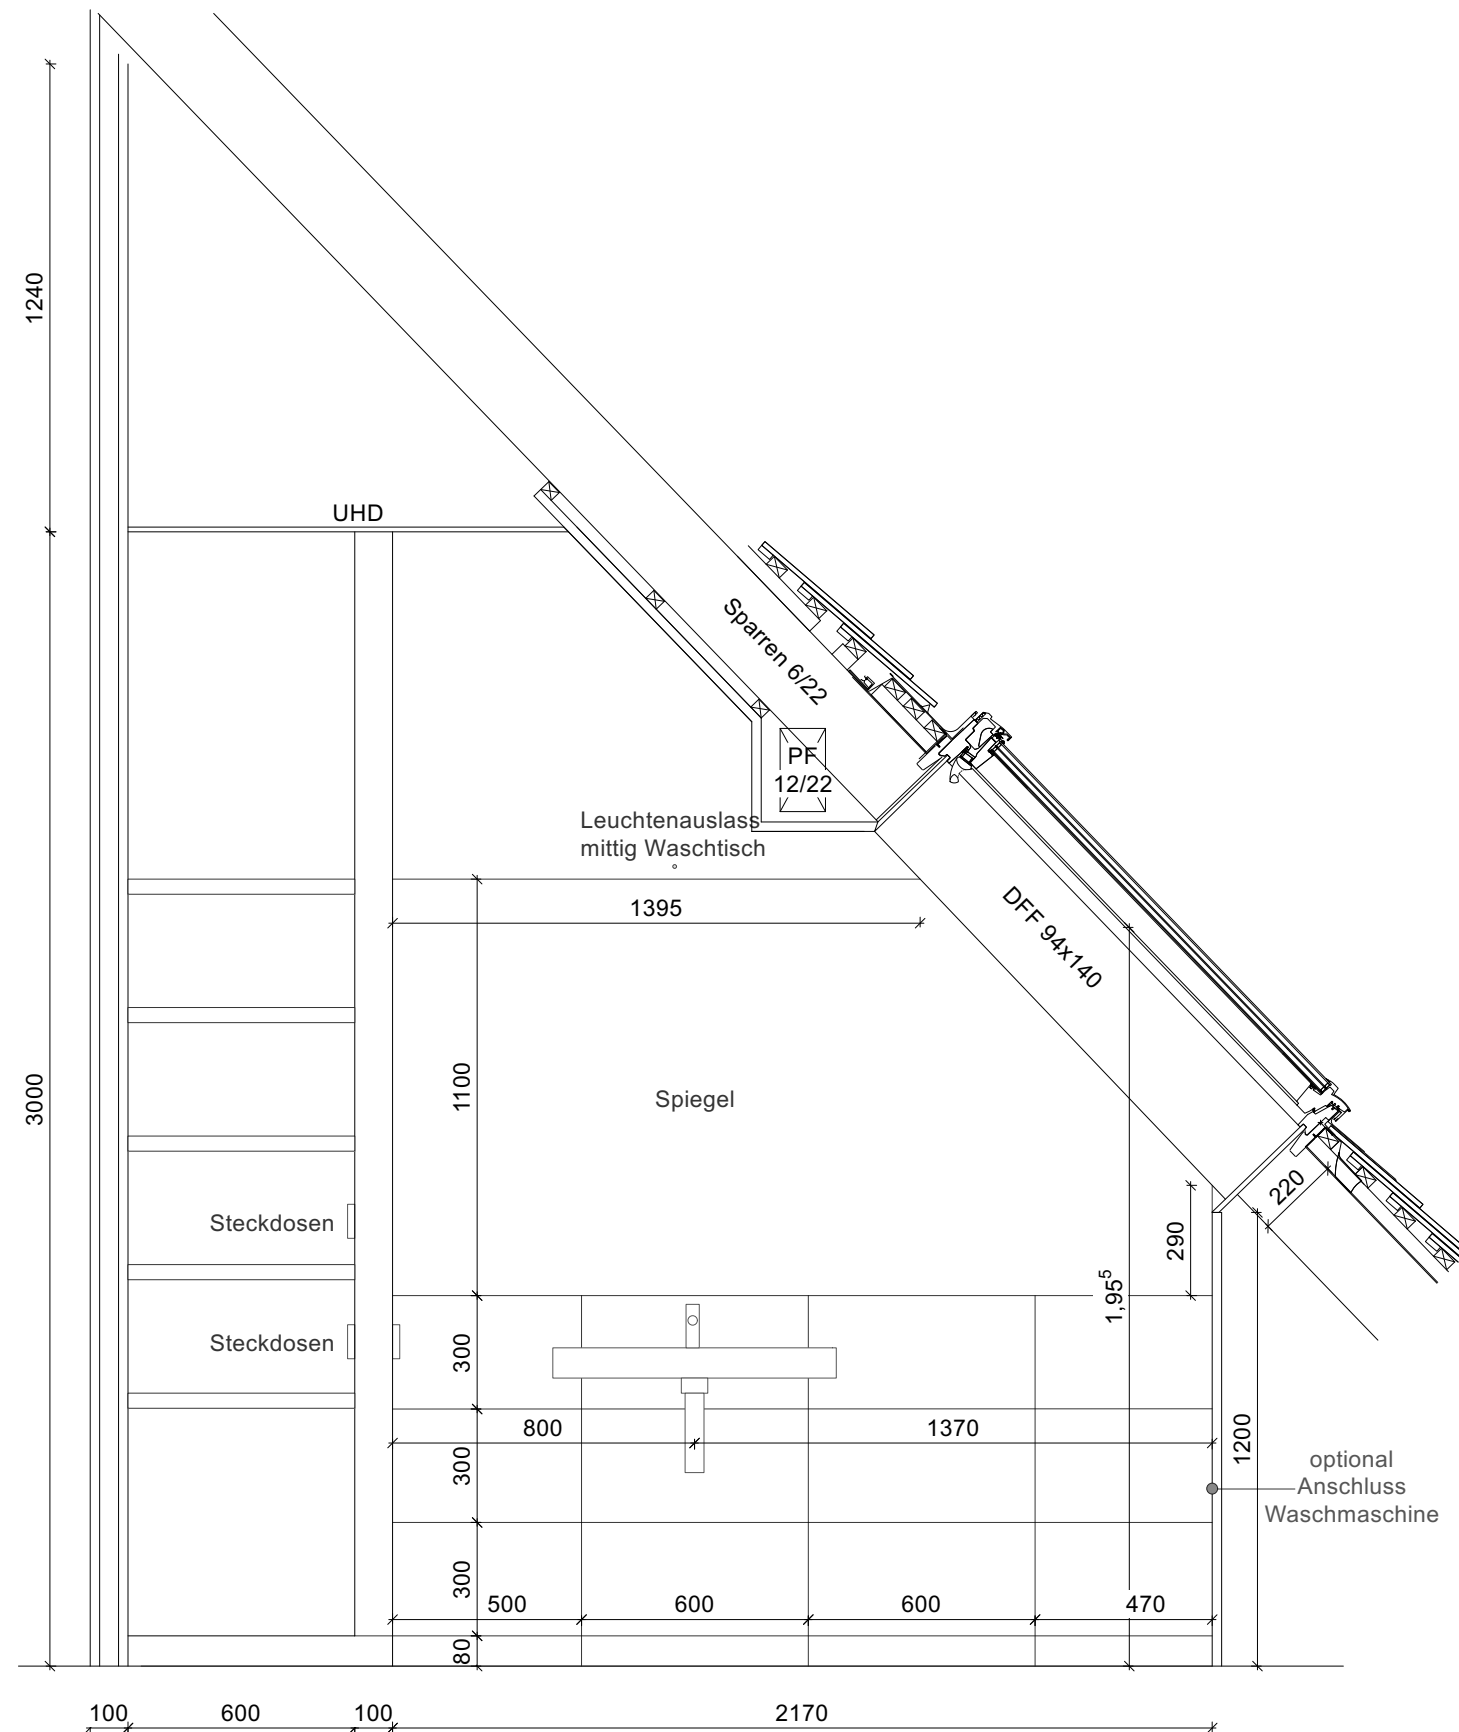 1240
UHD
Sparren 6/22
PF
12/22
Leuchtenauslass
mittig Waschtisch
1395
DFF 94x140
3000
1100
Spiegel
220
290
1,95⁵
Steckdosen
Steckdosen
300
800
1370
300
1200
optional
Anschluss
Waschmaschine
300
500
600
600
470
80
100
600
100
2170